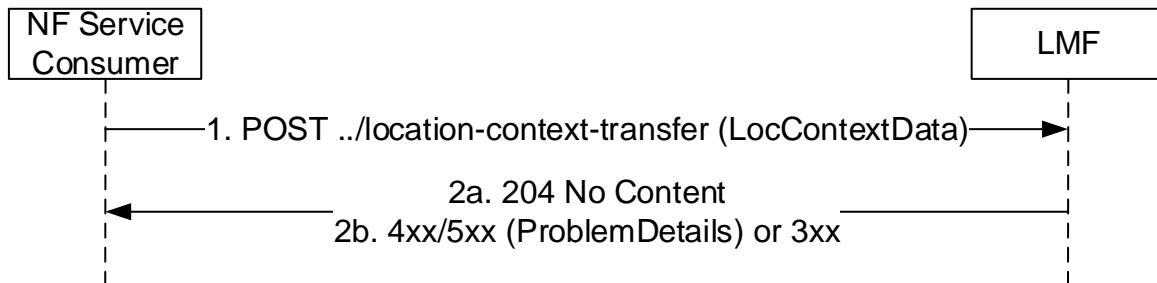 NF Service
Consumer
LMF
1. POST ../location-context-transfer (LocContextData)
2a. 204 No Content
2b. 4xx/5xx (ProblemDetails) or 3xx